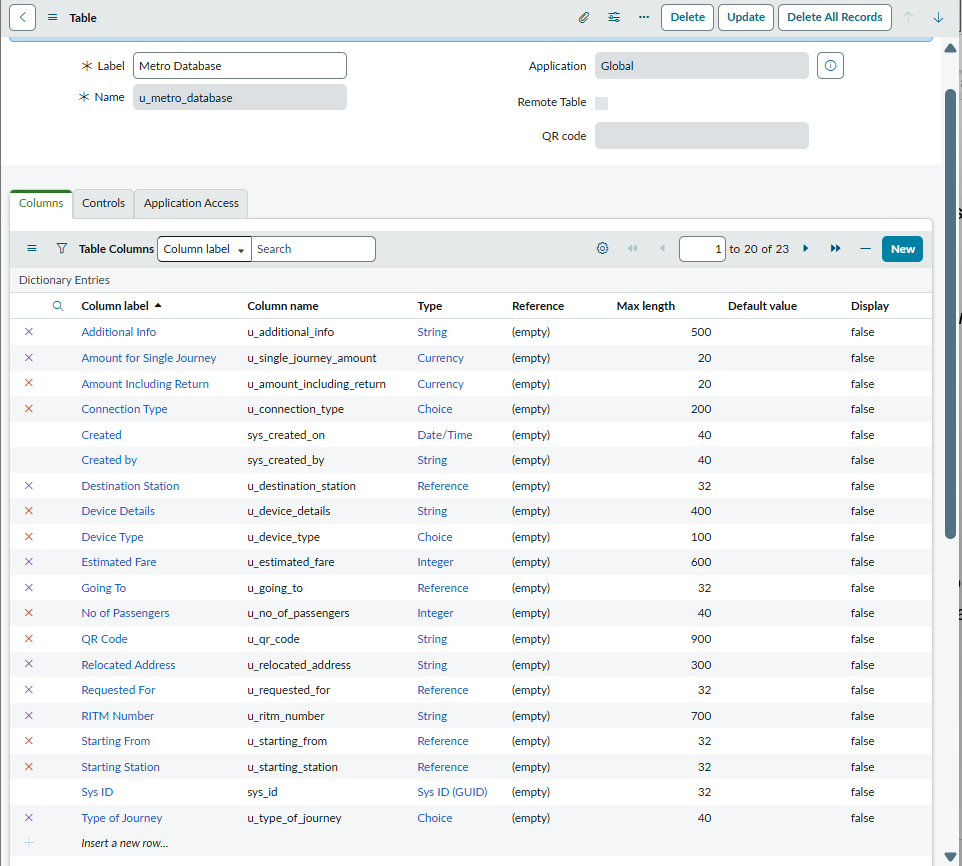 Table Delete Update Delete All Records
Label Metro Database Application Global
Name u_metro_database
Remote Table
QR code
Columns Controls Application Access
Table Columns Column label Search 1 to 20 of 23 New
Dictionary Entries
Column label Column name Type Reference Max length Default value Display
Additional Info u_additional_info String (empty) 500 false
Amount for Single Journey u_single_journey_amount Currency (empty) 20 false
Amount Including Return u_amount_including_return Currency (empty) 20 false
Connection Type u_connection_type Choice (empty) 200 false
Created sys_created_on Date/Time (empty) 40 false
Created by sys_created_by String (empty) 40 false
Destination Station u_destination_station Reference (empty) 32 false
Device Details u_device_details String (empty) 400 false
Device Type u_device_type Choice (empty) 100 false
Estimated Fare u_estimated_fare Integer (empty) 600 false
Going To u_going_to Reference (empty) 32 false
No of Passengers u_no_of_passengers Integer (empty) 40 false
QR Code u_qr_code String (empty) 900 false
Relocated Address u_relocated_address String (empty) 300 false
Requested For u_requested_for Reference (empty) 32 false
RITM Number u_ritm_number String (empty) 700 false
Starting From u_starting_from Reference (empty) 32 false
Starting Station u_starting_station Reference (empty) 32 false
Sys ID sys_id Sys ID (GUID) (empty) 32 false
Type of Journey u_type_of_journey Choice (empty) 40 false
Insert a new row...